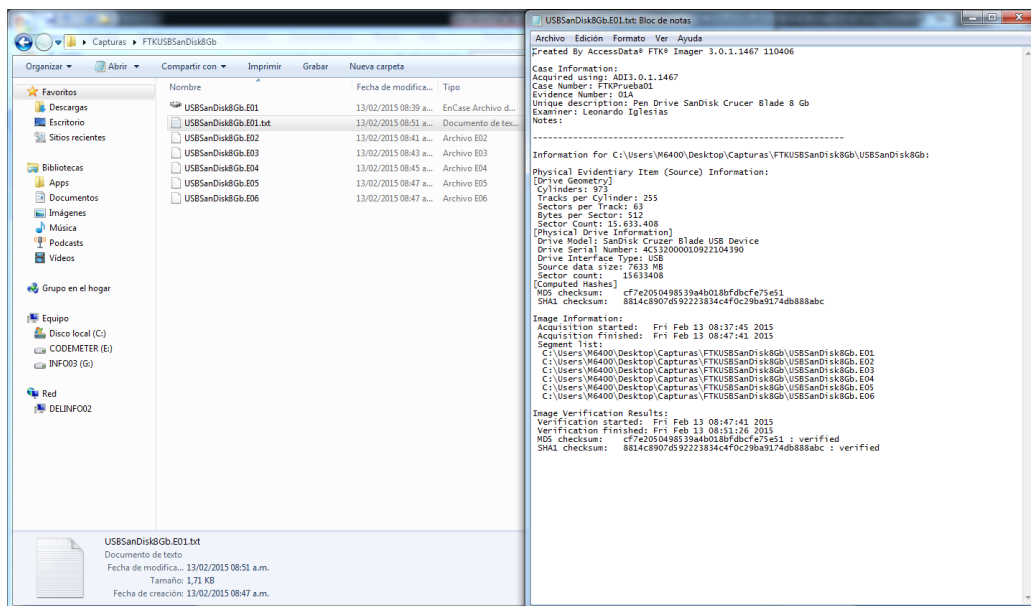 Capturas FTKUSBSanDisk8Gb
Organizar Abrir Compartir con Imprimir Grabar Nueva carpeta
Favoritos
Descargas
Escritorio
Sitios recientes
Bibliotecas
Apps
Documentos
Imágenes
Música
Podcasts
Vídeos
Grupo en el hogar
Equipo
Disco local (C:)
CODEMETER (E:)
INFO03 (G:)
Red
DELINFO02
Nombre Fecha de modifica... Tipo
USBSanDisk8Gb.E01 13/02/2015 08:39 a... EnCase Archivo d...
USBSanDisk8Gb.E01.txt 13/02/2015 08:51 a... Documento de tex...
USBSanDisk8Gb.E02 13/02/2015 08:41 a... Archivo E02
USBSanDisk8Gb.E03 13/02/2015 08:43 a... Archivo E03
USBSanDisk8Gb.E04 13/02/2015 08:45 a... Archivo E04
USBSanDisk8Gb.E05 13/02/2015 08:47 a... Archivo E05
USBSanDisk8Gb.E06 13/02/2015 08:47 a... Archivo E06
USBSanDisk8Gb.E01.txt
Documento de texto
Fecha de modifica... 13/02/2015 08:51 a.m.
Tamaño: 1,71 KB
Fecha de creación: 13/02/2015 08:47 a.m.
USBSanDisk8Gb.E01.txt: Bloc de notas
Archivo Edición Formato Ver Ayuda
Created By AccessData® FTK® Imager 3.0.1.1467 110406
Case Information:
Acquired using: ADI3.0.1.1467
Case Number: FTKPrueba01
Evidence Number: 01A
Unique description: Pen Drive SanDisk Crucer Blade 8 Gb
Examiner: Leonardo Iglesias
Notes:
--------------------------------------------------------------
Information for C:\Users\M6400\Desktop\Capturas\FTKUSBSanDisk8Gb\USBSanDisk8Gb:
Physical Evidentiary Item (Source) Information:
[Drive Geometry]
Cylinders: 973
Tracks per Cylinder: 255
Sectors per Track: 63
Bytes per Sector: 512
Sector Count: 15.633.408
[Physical Drive Information]
Drive Model: SanDisk Cruzer Blade USB Device
Drive Serial Number: 4C532000010922104390
Drive Interface Type: USB
Source data size: 7633 MB
Sector count: 15633408
[Computed Hashes]
MD5 checksum: cf7e2050498539a4b018bfdbcfe75e51
SHA1 checksum: 8814c8907d592223834c4f0c29ba9174db888abc
Image Information:
Acquisition started: Fri Feb 13 08:37:45 2015
Acquisition finished: Fri Feb 13 08:47:41 2015
Segment list:
C:\Users\M6400\Desktop\Capturas\FTKUSBSanDisk8Gb\USBSanDisk8Gb.E01
C:\Users\M6400\Desktop\Capturas\FTKUSBSanDisk8Gb\USBSanDisk8Gb.E02
C:\Users\M6400\Desktop\Capturas\FTKUSBSanDisk8Gb\USBSanDisk8Gb.E03
C:\Users\M6400\Desktop\Capturas\FTKUSBSanDisk8Gb\USBSanDisk8Gb.E04
C:\Users\M6400\Desktop\Capturas\FTKUSBSanDisk8Gb\USBSanDisk8Gb.E05
C:\Users\M6400\Desktop\Capturas\FTKUSBSanDisk8Gb\USBSanDisk8Gb.E06
Image Verification Results:
Verification started: Fri Feb 13 08:47:41 2015
Verification finished: Fri Feb 13 08:51:26 2015
MD5 checksum: cf7e2050498539a4b018bfdbcfe75e51 : verified
SHA1 checksum: 8814c8907d592223834c4f0c29ba9174db888abc : verified